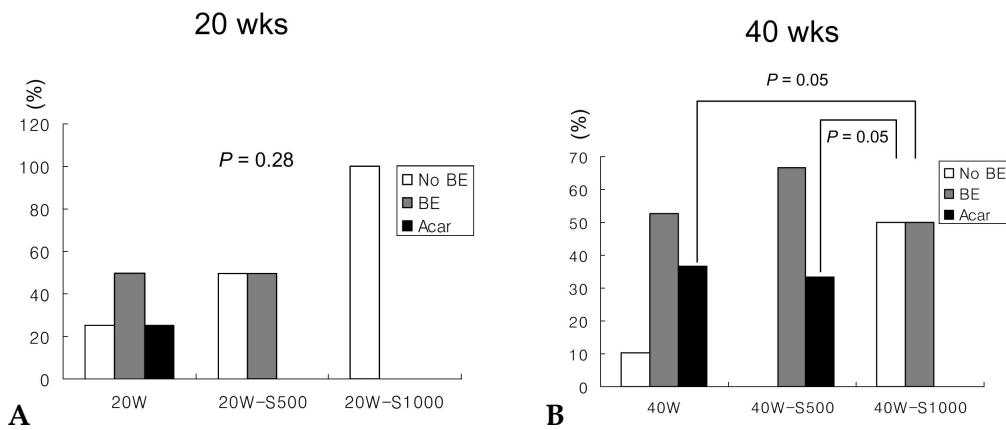 20 wks
(%)
120
100
80
60
40
20
0
P = 0.28
No BE
BE
Acar
20W
20W-S500
20W-S1000
A
40 wks
(%)
70
60
50
40
30
20
10
0
P = 0.05
P = 0.05
No BE
BE
Acar
40W
40W-S500
40W-S1000
B